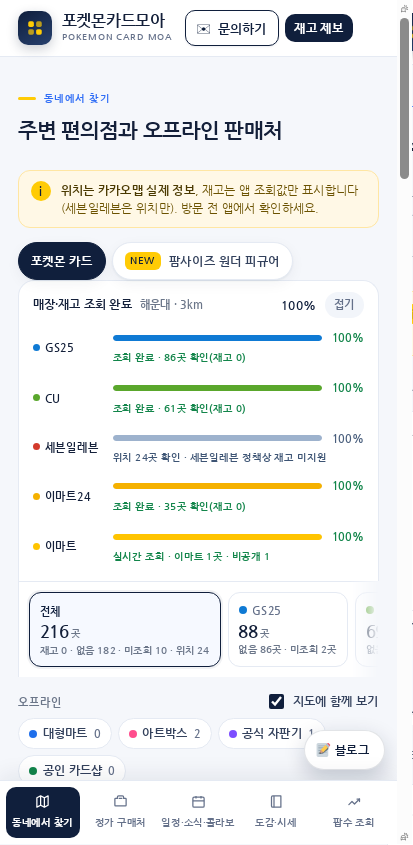 포켓몬카드모아
POKEMON CARD MOA
✉️ 문의하기
재고 제보
동네에서 찾기
주변 편의점과 오프라인 판매처
i 위치는 카카오맵 실제 정보, 재고는 앱 조회값만 표시합니다
(세븐일레븐은 위치만). 방문 전 앱에서 확인하세요.
포켓몬 카드
NEW 팝사이즈 원더 피규어
매장·재고 조회 완료 해운대 · 3km 100% 접기
GS25 100%
조회 완료 · 86곳 확인(재고 0)
CU 100%
조회 완료 · 61곳 확인(재고 0)
세븐일레븐 100%
위치 24곳 확인 · 세븐일레븐 정책상 재고 미지원
이마트24 100%
조회 완료 · 35곳 확인(재고 0)
이마트 100%
실시간 조회 · 이마트 1곳 · 비공개 1
전체
216 곳
재고 0 · 없음 182 · 미조회 10 · 위치 24
GS25
88 곳
없음 86곳 · 미조회 2곳
오프라인
지도에 함께 보기
대형마트 0
아트박스 2
공식 자판기
공인 카드샵 0
📝 블로그
동네에서 찾기
정가 구매처
일정·소식·콜라보
도감·시세
팝수 조회